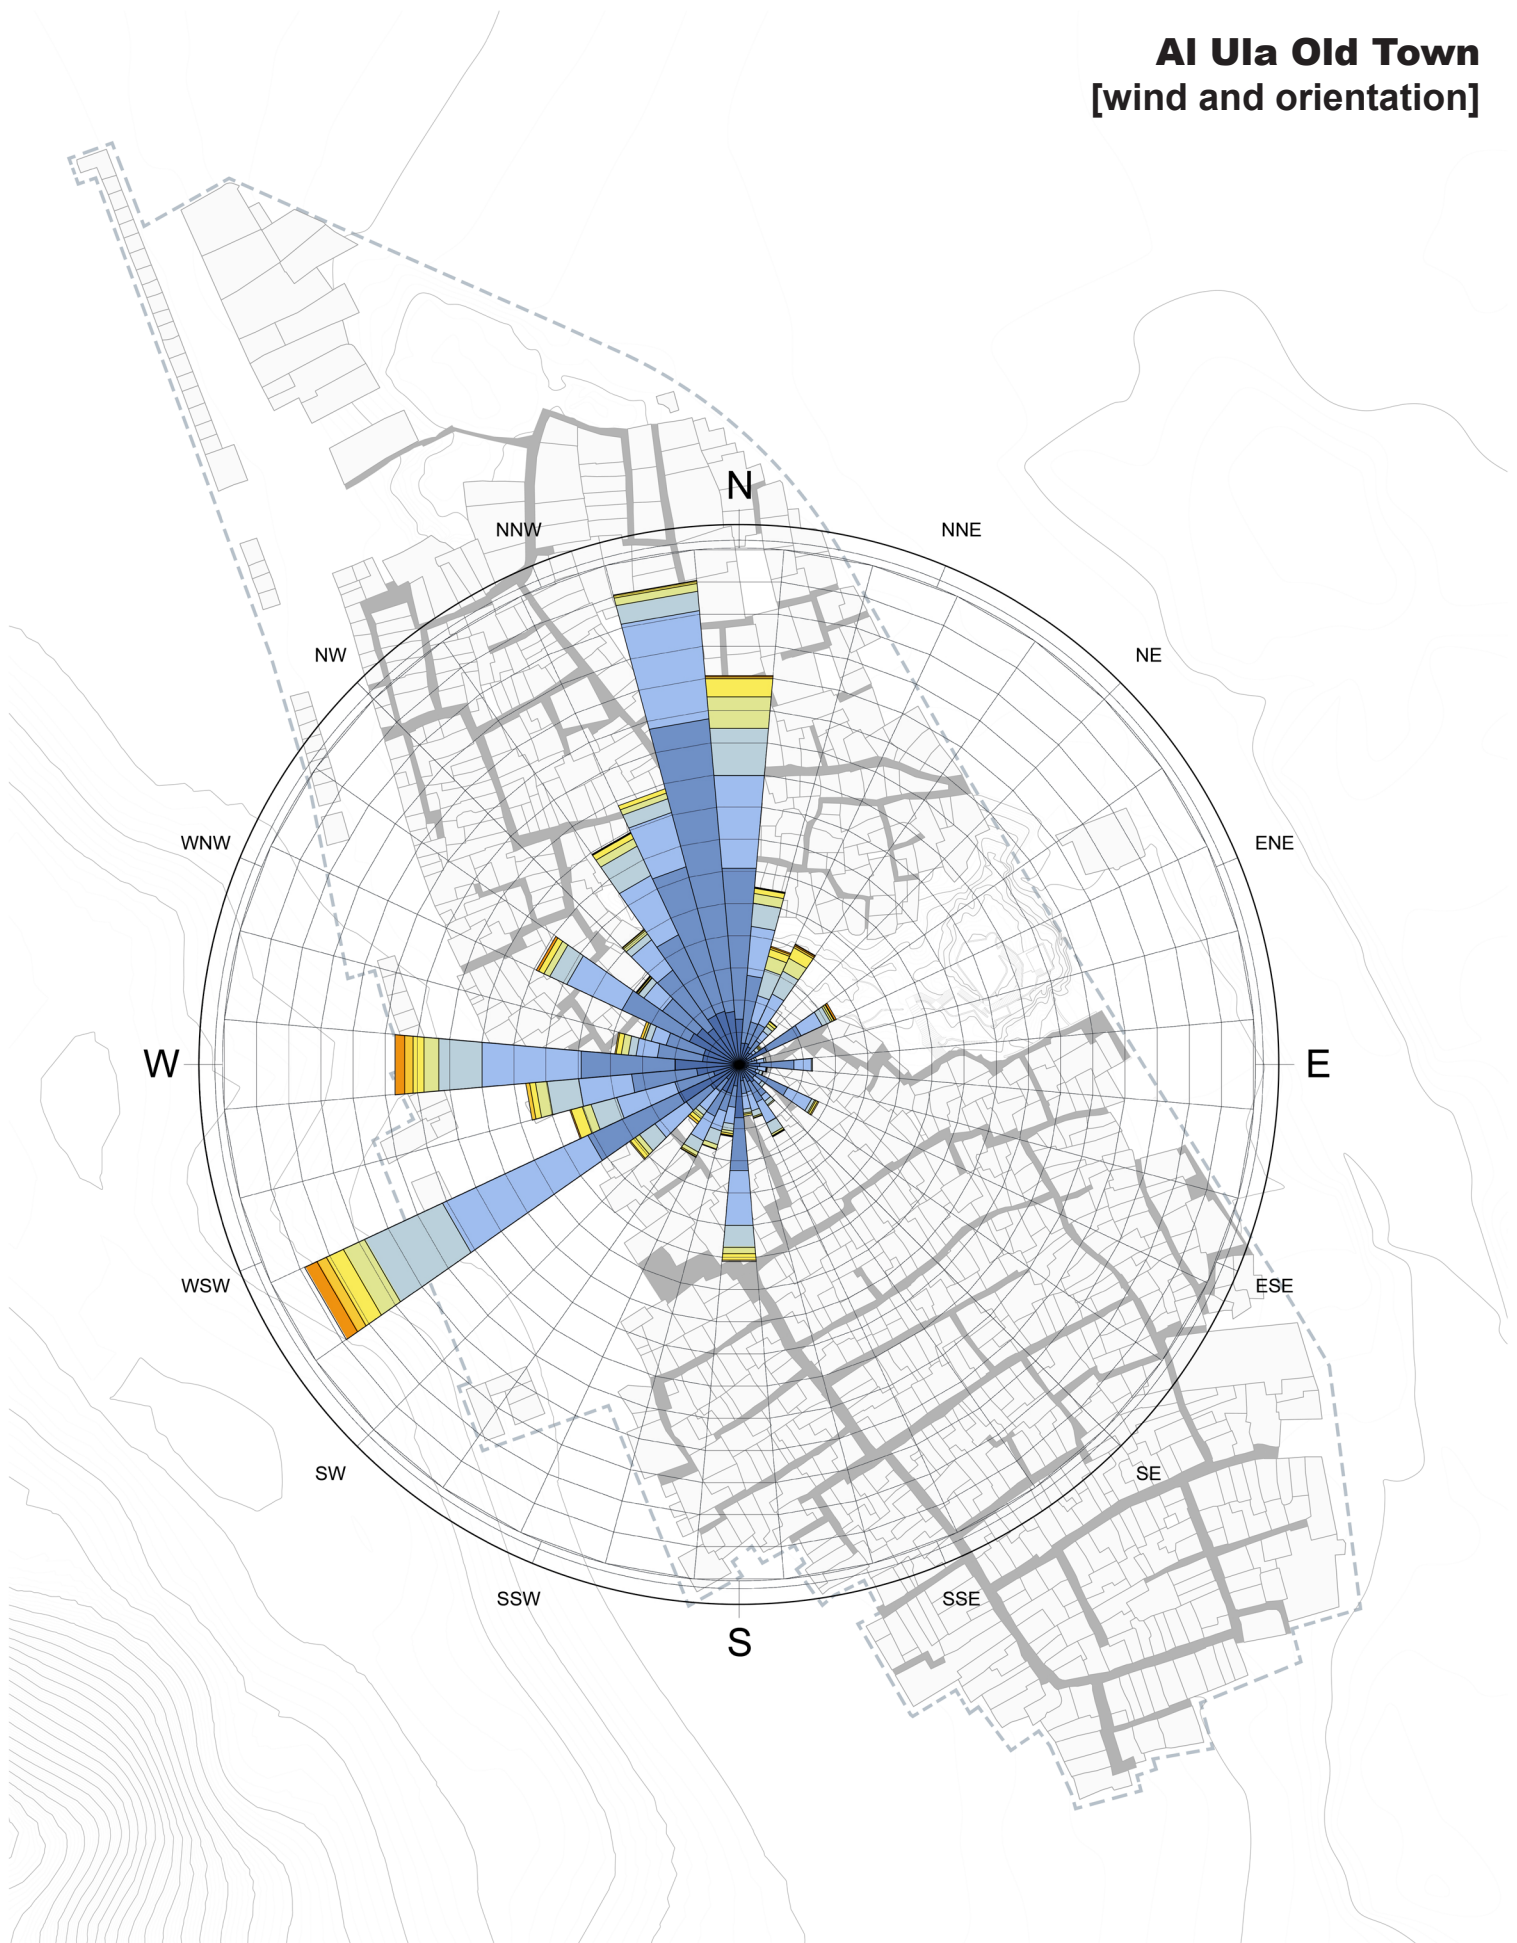 Al Ula Old Town
[wind and orientation]
N
NNW
NNE
NW
NE
WNW
ENE
W
E
WSW
ESE
SW
SE
SSW
SSE
S